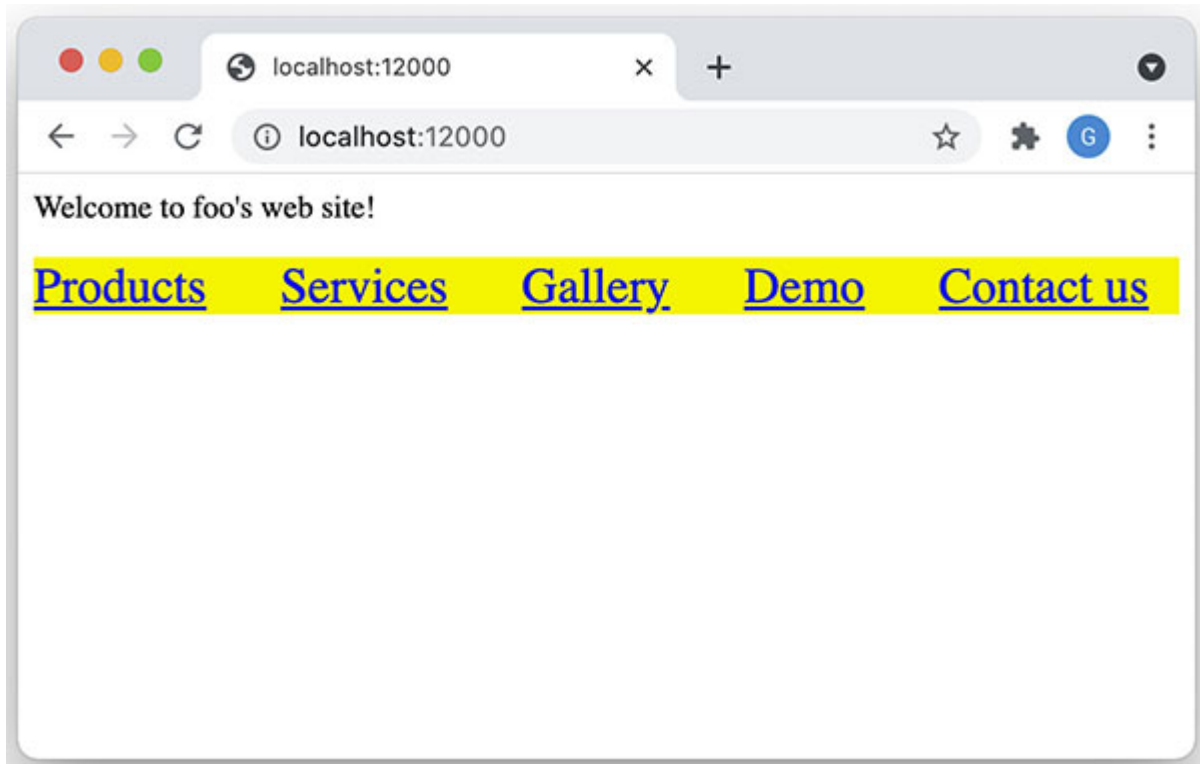 localhost:12000
localhost:12000
G
Welcome to foo's web site!
Products Services Gallery Demo Contact us